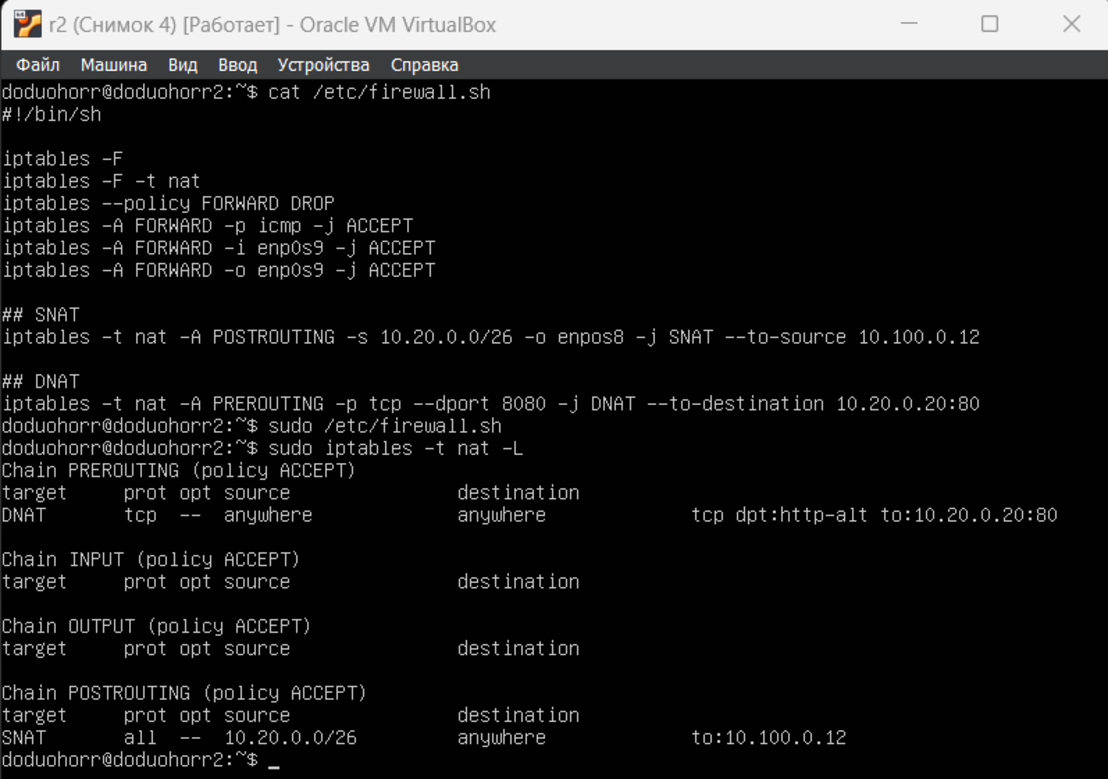 r2 (Снимок 4) [Работает] - Oracle VM VirtualBox
Файл Машина Вид Ввод Устройства Справка
doduohorr@doduohorr2:~$ cat /etc/firewall.sh
#!/bin/sh
iptables -F
iptables -F -t nat
iptables --policy FORWARD DROP
iptables -A FORWARD -p icmp -j ACCEPT
iptables -A FORWARD -i enp0s9 -j ACCEPT
iptables -A FORWARD -o enp0s9 -j ACCEPT
## SNAT
iptables -t nat -A POSTROUTING -s 10.20.0.0/26 -o enpos8 -j SNAT --to-source 10.100.0.12
## DNAT
iptables -t nat -A PREROUTING -p tcp --dport 8080 -j DNAT --to-destination 10.20.0.20:80
doduohorr@doduohorr2:~$ sudo /etc/firewall.sh
doduohorr@doduohorr2:~$ sudo iptables -t nat -L
Chain PREROUTING (policy ACCEPT)
target prot opt source destination
DNAT tcp -- anywhere anywhere tcp dpt:http-alt to:10.20.0.20:80
Chain INPUT (policy ACCEPT)
target prot opt source destination
Chain OUTPUT (policy ACCEPT)
target prot opt source destination
Chain POSTROUTING (policy ACCEPT)
target prot opt source destination
SNAT all -- 10.20.0.0/26 anywhere to:10.100.0.12
doduohorr@doduohorr2:~$ _